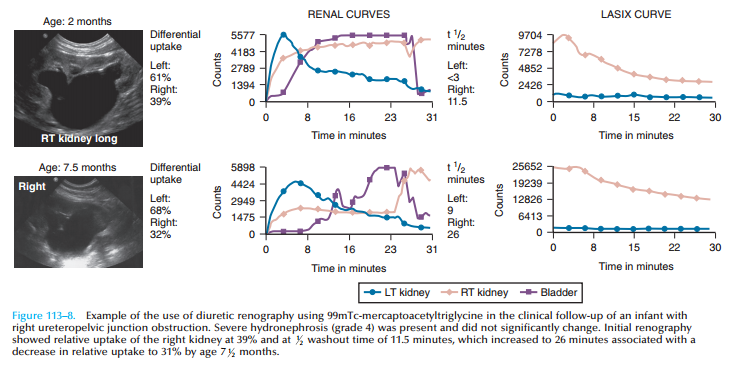 Age: 2 months
RT kidney long
Differential
uptake
Left:
61%
Right:
39%
RENAL CURVES
Counts
5577
4183
2789
1394
0
0 8 16 22 25 31
Time in minutes
t 1/2
minutes
Left:
<3
Right:
11.5
LASIX CURVE
Counts
9704
7278
4852
2426
0
0 8 15 22 30
Time in minutes
Age: 7.5 months
Right
Differential
uptake
Left:
68%
Right:
32%
Counts
5898
4424
2949
1475
0
0 8 16 22 25 31
Time in minutes
t 1/2
minutes
Left:
9
Right:
26
Counts
25652
19239
12826
6413
0
0 8 15 22 30
Time in minutes
LT kidney RT kidney Bladder
Figure 113–8. Example of the use of diuretic renography using 99mTc-mercaptoacetyltriglycine in the clinical follow-up of an infant with
right ureteropelvic junction obstruction. Severe hydronephrosis (grade 4) was present and did not significantly change. Initial renography
showed relative uptake of the right kidney at 39% and at ½ washout time of 11.5 minutes, which increased to 26 minutes associated with a
decrease in relative uptake to 31% by age 7½ months.